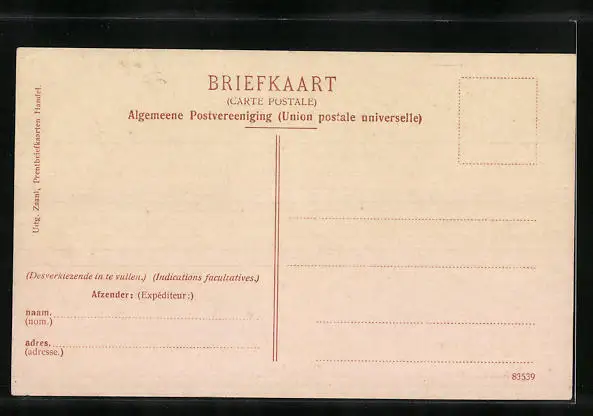 BRIEFKAART
(CARTE POSTALE)
Algemeene Postvereeniging (Union postale universelle)
Uitg. Zaanl. Prentbriefkaarten Handel.
(Desverkiezende in te vullen.) (Indications facultatives.)
Afzender: (Expéditeur:)
naam.
(nom.)
adres.
(adresse.)
83539